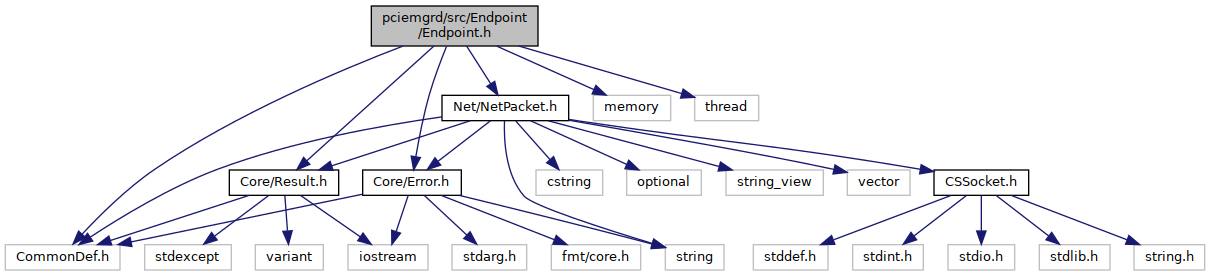 pciemgrd/src/Endpoint
/Endpoint.h
Net/NetPacket.h
memory
thread
Core/Result.h
Core/Error.h
cstring
optional
string_view
vector
CSSocket.h
CommonDef.h
stdexcept
variant
iostream
stdarg.h
fmt/core.h
string
stddef.h
stdint.h
stdio.h
stdlib.h
string.h